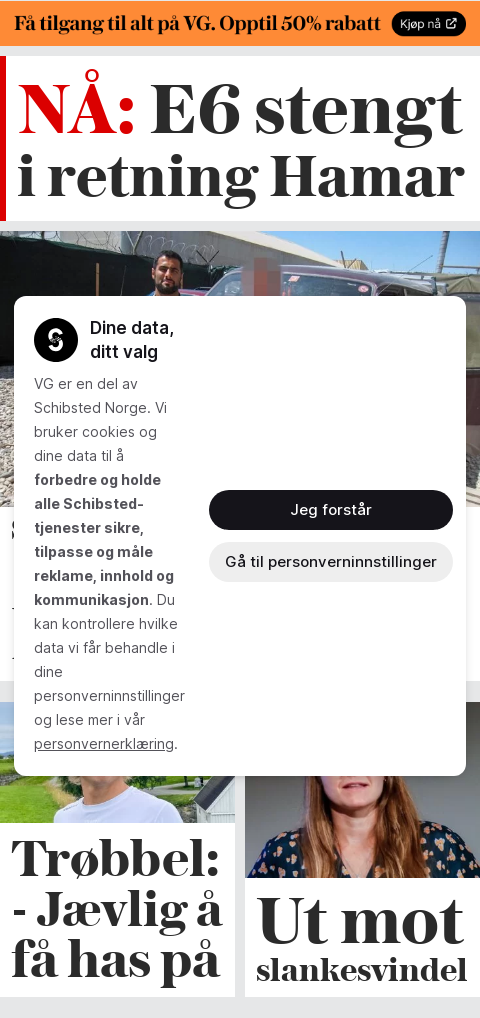 Få tilgang til alt på VG. Opptil 50% rabatt
Kjøp nå
NÅ: E6 stengt
i retning Hamar
Dine data,
ditt valg
VG er en del av
Schibsted Norge. Vi
bruker cookies og
dine data til å
forbedre og holde
alle Schibsted-
tjenester sikre,
tilpasse og måle
reklame, innhold og
kommunikasjon. Du
kan kontrollere hvilke
data vi får behandle i
dine
personverninnstillinger
og lese mer i vår
personvernerklæring.
Jeg forstår
Gå til personverninnstillinger
Trøbbel:
- Jævlig å
få has på
Ut mot
slankesvindel